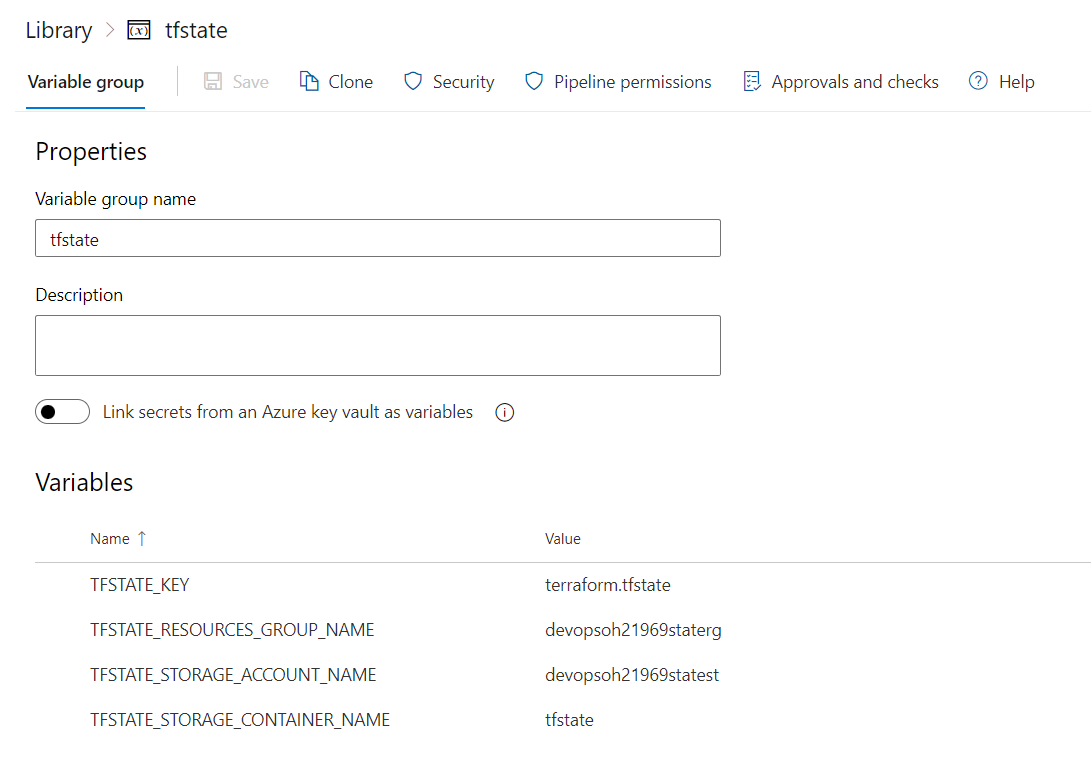 Library > tfstate
Variable group Save Clone Security Pipeline permissions Approvals and checks Help
Properties
Variable group name
tfstate
Description
Link secrets from an Azure key vault as variables
Variables
Name ↑ Value
TFSTATE_KEY terraform.tfstate
TFSTATE_RESOURCES_GROUP_NAME devopsoh21969staterg
TFSTATE_STORAGE_ACCOUNT_NAME devopsoh21969statest
TFSTATE_STORAGE_CONTAINER_NAME tfstate